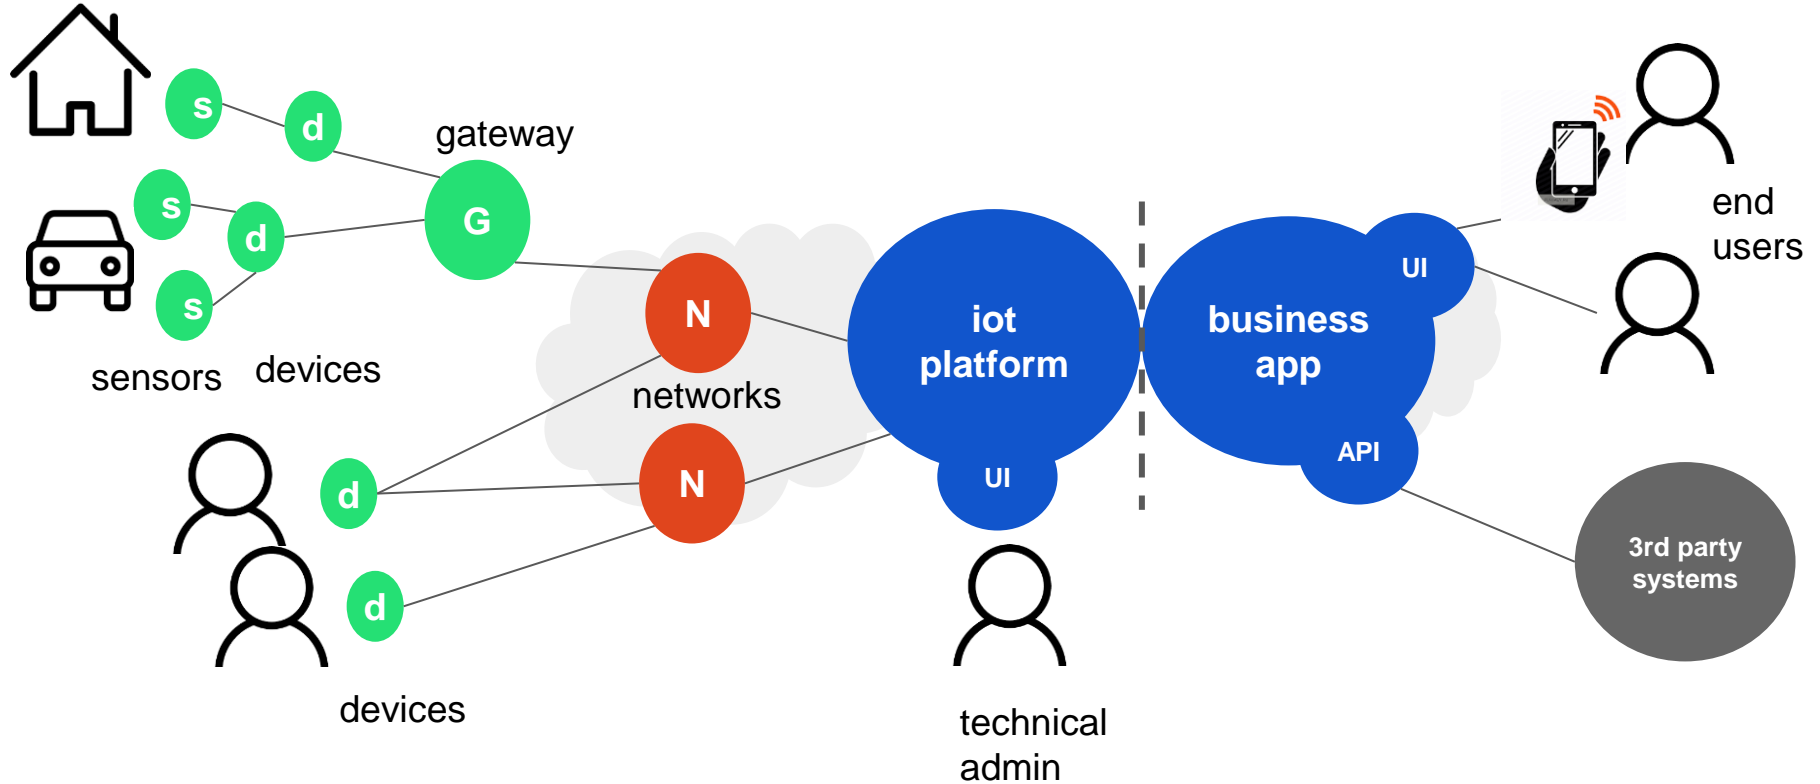 s
d
gateway
s
d
G
s
sensors
devices
N
networks
N
d
d
devices
iot
platform
UI
technical
admin
business
app
UI
API
end
users
3rd party
systems